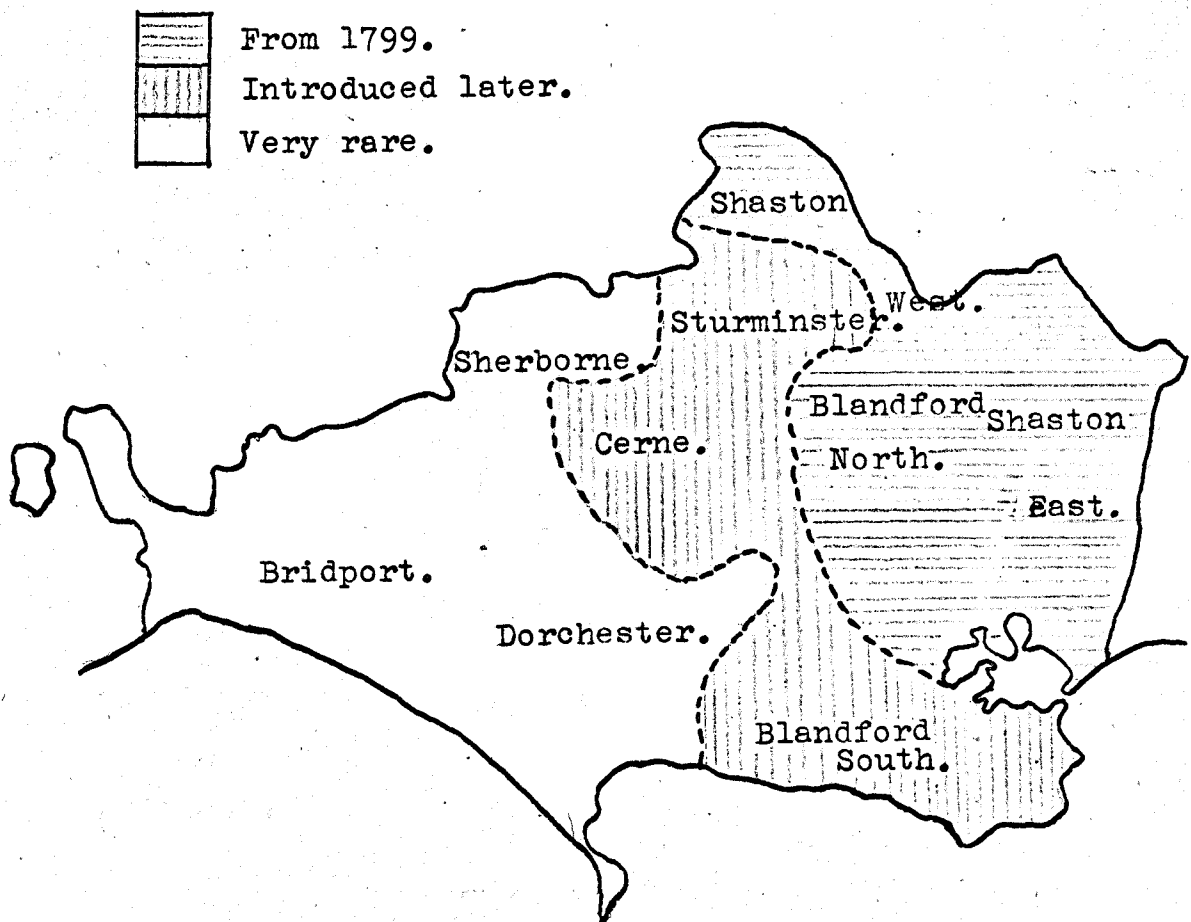 From 1799.
Introduced later.
Very rare.
Shaston
West.
Sturminster.
Sherborne.
Blandford
North.
Shaston
East.
Cerne.
Bridport.
Dorchester.
Blandford
South.